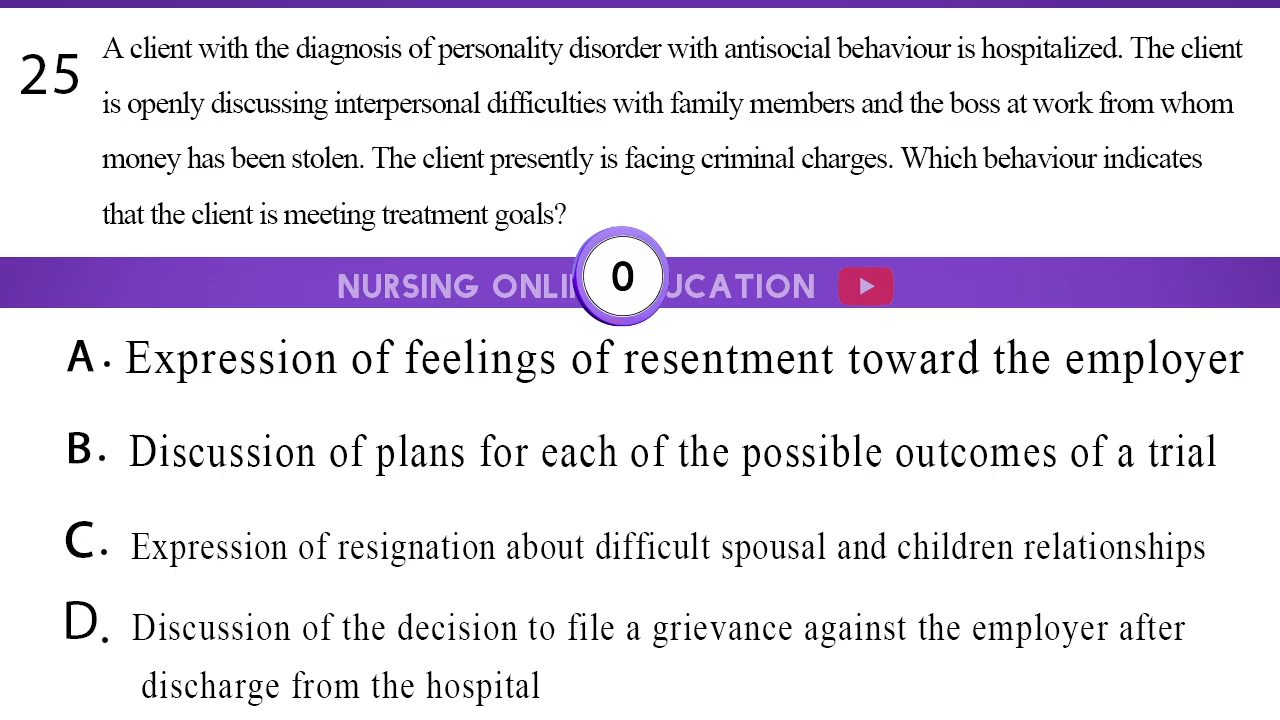 25
A client with the diagnosis of personality disorder with antisocial behaviour is hospitalized. The client
is openly discussing interpersonal difficulties with family members and the boss at work from whom
money has been stolen. The client presently is facing criminal charges. Which behaviour indicates
that the client is meeting treatment goals?
NURSING ONLI UCATION
0
A. Expression of feelings of resentment toward the employer
B. Discussion of plans for each of the possible outcomes of a trial
C. Expression of resignation about difficult spousal and children relationships
D. Discussion of the decision to file a grievance against the employer after
discharge from the hospital